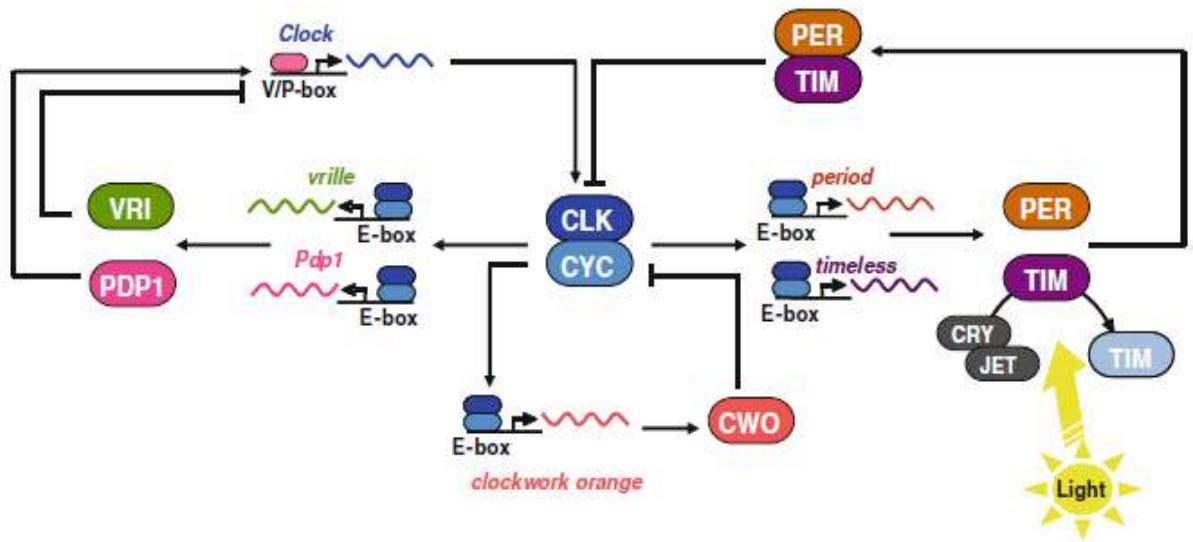 Clock
V/P-box
PER
TIM
vrille
E-box
VRI
Pdp1
E-box
PDP1
CLK
CYC
period
E-box
timeless
E-box
PER
TIM
CRY
JET
TIM
E-box
CWO
clockwork orange
Light